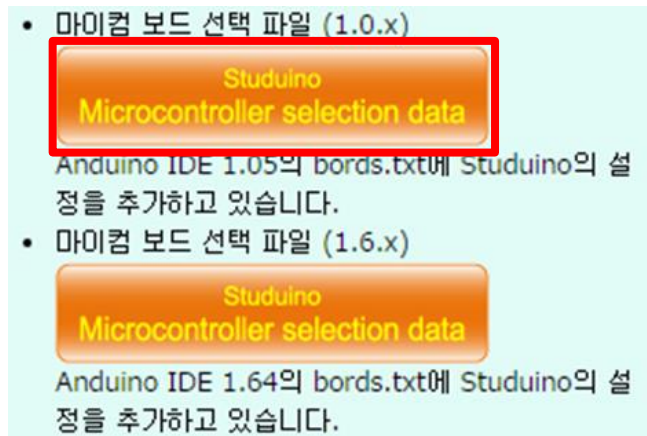 • 마이컴 보드 선택 파일 (1.0.x)
Studuino
Microcontroller selection data
Anduino IDE 1.05의 bords.txt에 Studuino의 설
정을 추가하고 있습니다.
• 마이컴 보드 선택 파일 (1.6.x)
Studuino
Microcontroller selection data
Anduino IDE 1.64의 bords.txt에 Studuino의 설
정을 추가하고 있습니다.